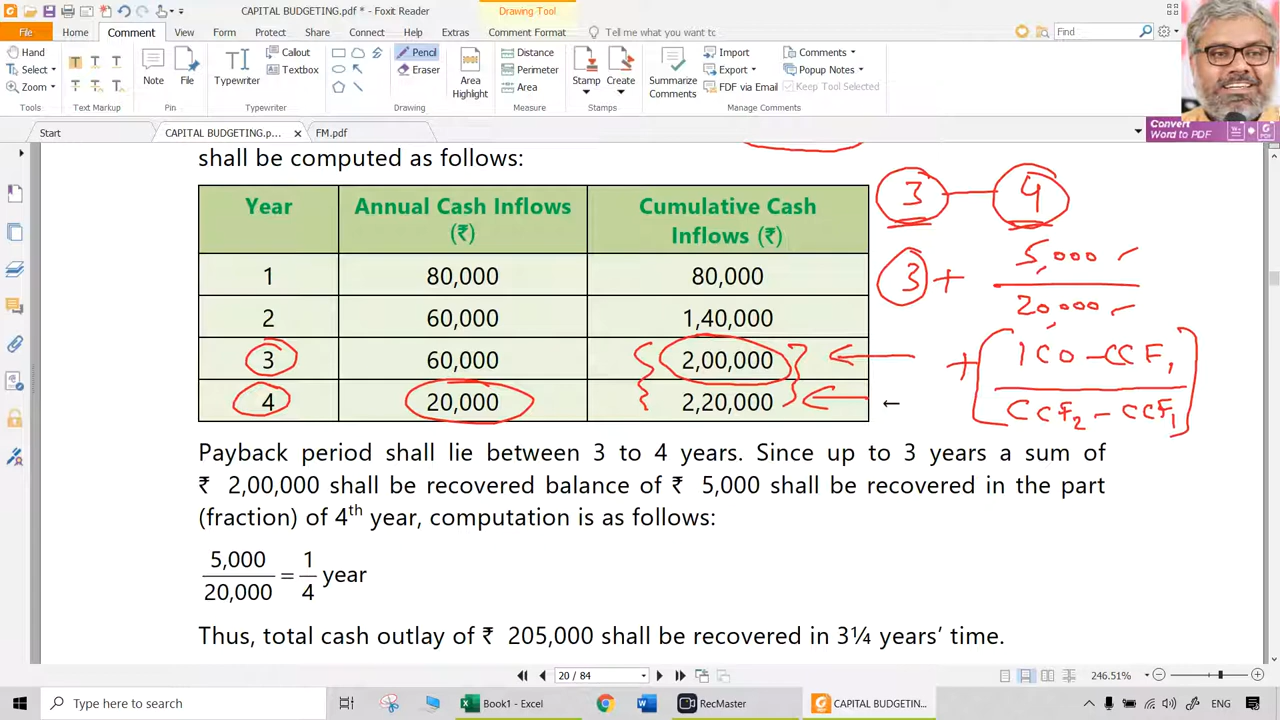 CAPITAL BUDGETING.pdf * - Foxit Reader
Drawing Tool
File Home Comment View Form Protect Share Connect Help Extras Comment Format Tell me what you want tc Find
Hand
Select
Zoom
Tools
Text Markup
Note
File
Pin
Typewriter
Callout
Textbox
Typewriter
Pencil
Eraser
Drawing
Area Highlight
Distance
Perimeter
Area
Measure
Stamp
Create
Stamps
Summarize Comments
Import
Export
FDF via Email
Comments
Popup Notes
Keep Tool Selected
Manage Comments
Start CAPITAL BUDGETING.p... FM.pdf
Convert
Word to PDF
shall be computed as follows:
Year Annual Cash Inflows (₹) Cumulative Cash Inflows (₹)
1 80,000 80,000
2 60,000 1,40,000
3 60,000 2,00,000
4 20,000 2,20,000
3 4
3 + 5,000
20,000
+ [ICO - CCF1
CCF2 - CCF1]
Payback period shall lie between 3 to 4 years. Since up to 3 years a sum of
₹ 2,00,000 shall be recovered balance of ₹ 5,000 shall be recovered in the part
(fraction) of 4th year, computation is as follows:
5,000/20,000 = 1/4 year
Thus, total cash outlay of ₹ 205,000 shall be recovered in 3¼ years' time.
20 / 84 246.51%
Type here to search Book1 - Excel RecMaster CAPITAL BUDGETIN... ENG